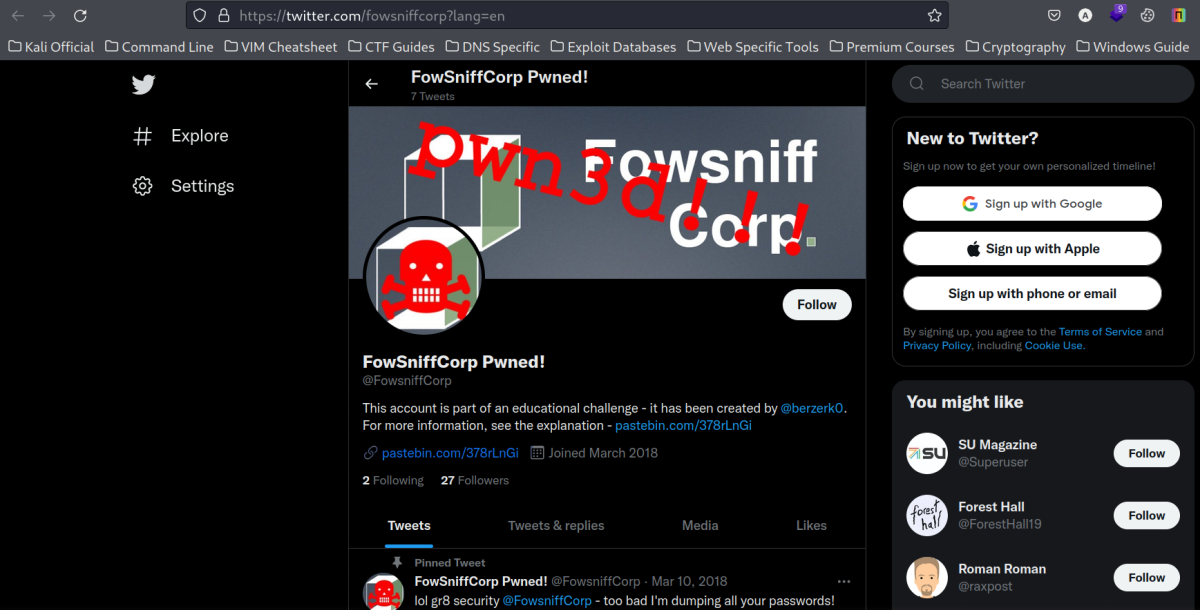 https://twitter.com/fowsniffcorp?lang=en
9
A
Kali Official Command Line VIM Cheatsheet CTF Guides DNS Specific Exploit Databases Web Specific Tools Premium Courses Cryptography Windows Guide
FowSniffCorp Pwned!
7 Tweets
Explore
Settings
Fowsniff
Corp.
pwn3d!!!
Follow
FowSniffCorp Pwned!
@FowsniffCorp
This account is part of an educational challenge - it has been created by @berzerk0.
For more information, see the explanation - pastebin.com/378rLnGi
pastebin.com/378rLnGi Joined March 2018
2 Following 27 Followers
Tweets Tweets & replies Media Likes
Pinned Tweet
FowSniffCorp Pwned! @FowsniffCorp · Mar 10, 2018
lol gr8 security @FowsniffCorp - too bad I'm dumping all your passwords!
Search Twitter
New to Twitter?
Sign up now to get your own personalized timeline!
Sign up with Google
Sign up with Apple
Sign up with phone or email
By signing up, you agree to the Terms of Service and
Privacy Policy, including Cookie Use.
You might like
SU
SU Magazine
@Superuser
Follow
forest
hall
Forest Hall
@ForestHall19
Follow
Roman Roman
@raxpost
Follow